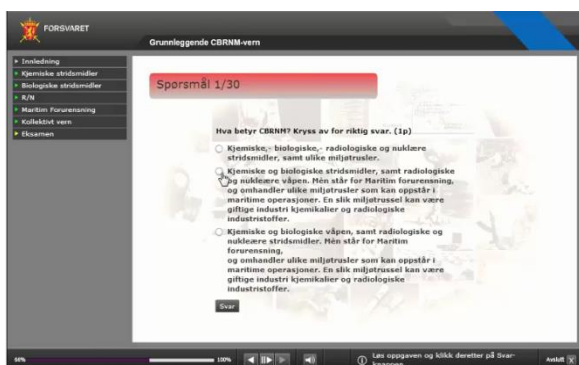 FORSVARET
Grunnleggende CBRNM-vern
Innledning
Kjemiske stridsmidler
Biologiske stridsmidler
R/N
Maritim Forurensning
Kollektivt vern
Eksamen
Spørsmål 1/30
Hva betyr CBRNM? Kryss av for riktig svar. (1p)
Kjemiske,- biologiske,- radiologiske og nuklære
stridsmidler, samt ulike miljøtrusler.
Kjemiske og biologiske stridsmidler, samt radiologiske
og nukleære våpen. Mén står for Maritim forurensning,
og omhandler ulike miljøtrusler som kan oppstår i
maritime operasjoner. En slik miljøtrussel kan være
giftige industri kjemikalier og radiologiske
industristoffer.
Kjemiske og biologiske våpen, samt radiologiske og
nukleære stridsmidler. Mén står for Maritim
forurensning,
og omhandler ulike miljøtrusler som kan oppstår i
maritime operasjoner. En slik miljøtrussel kan være
giftige industri kjemikalier og radiologiske
industristoffer.
Svar
100%
Løs oppgaven og klikk deretter på Svar-
knappen
Avslutt X